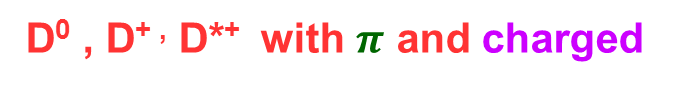 D⁰ , D⁺ , D*⁺ with π and charged